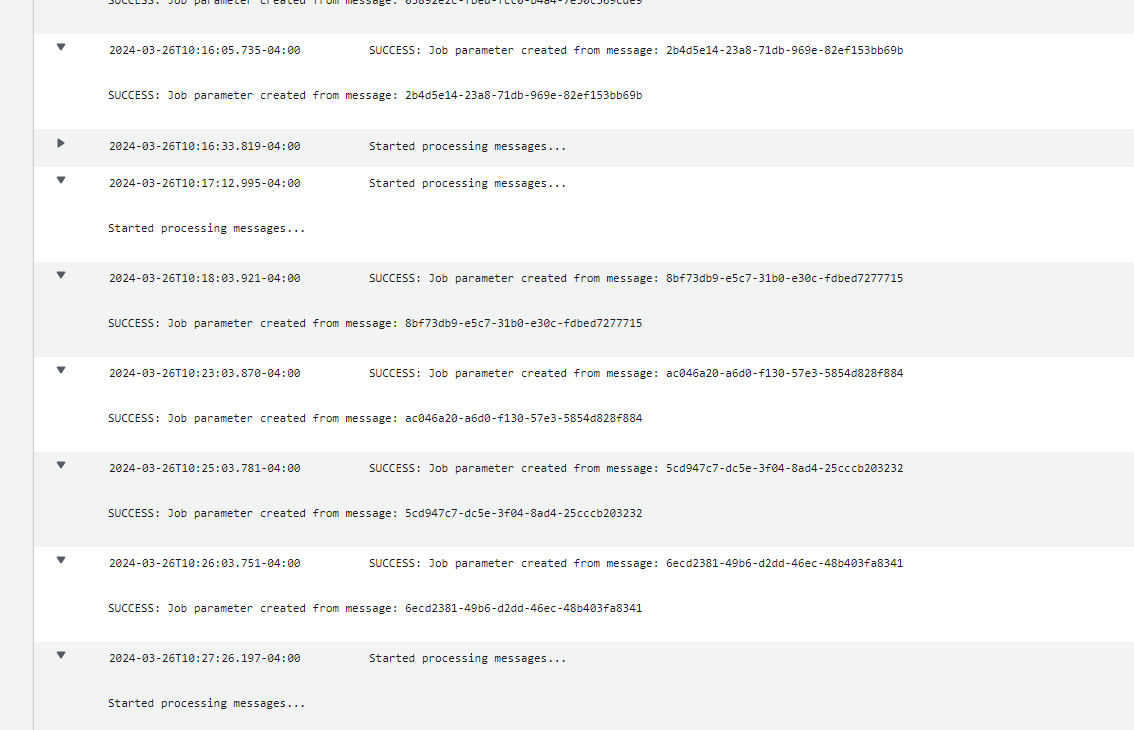 SUCCESS: Job parameter created from message:
2024-03-26T10:16:05.735-04:00 SUCCESS: Job parameter created from message: 2b4d5e14-23a8-71db-969e-82ef153bb69b
SUCCESS: Job parameter created from message: 2b4d5e14-23a8-71db-969e-82ef153bb69b
2024-03-26T10:16:33.819-04:00 Started processing messages...
2024-03-26T10:17:12.995-04:00 Started processing messages...
Started processing messages...
2024-03-26T10:18:03.921-04:00 SUCCESS: Job parameter created from message: 8bf73db9-e5c7-31b0-e30c-fdbed7277715
SUCCESS: Job parameter created from message: 8bf73db9-e5c7-31b0-e30c-fdbed7277715
2024-03-26T10:23:03.870-04:00 SUCCESS: Job parameter created from message: ac046a20-a6d0-f130-57e3-5854d828f884
SUCCESS: Job parameter created from message: ac046a20-a6d0-f130-57e3-5854d828f884
2024-03-26T10:25:03.781-04:00 SUCCESS: Job parameter created from message: 5cd947c7-dc5e-3f04-8ad4-25cccb203232
SUCCESS: Job parameter created from message: 5cd947c7-dc5e-3f04-8ad4-25cccb203232
2024-03-26T10:26:03.751-04:00 SUCCESS: Job parameter created from message: 6ecd2381-49b6-d2dd-46ec-48b403fa8341
SUCCESS: Job parameter created from message: 6ecd2381-49b6-d2dd-46ec-48b403fa8341
2024-03-26T10:27:26.197-04:00 Started processing messages...
Started processing messages...